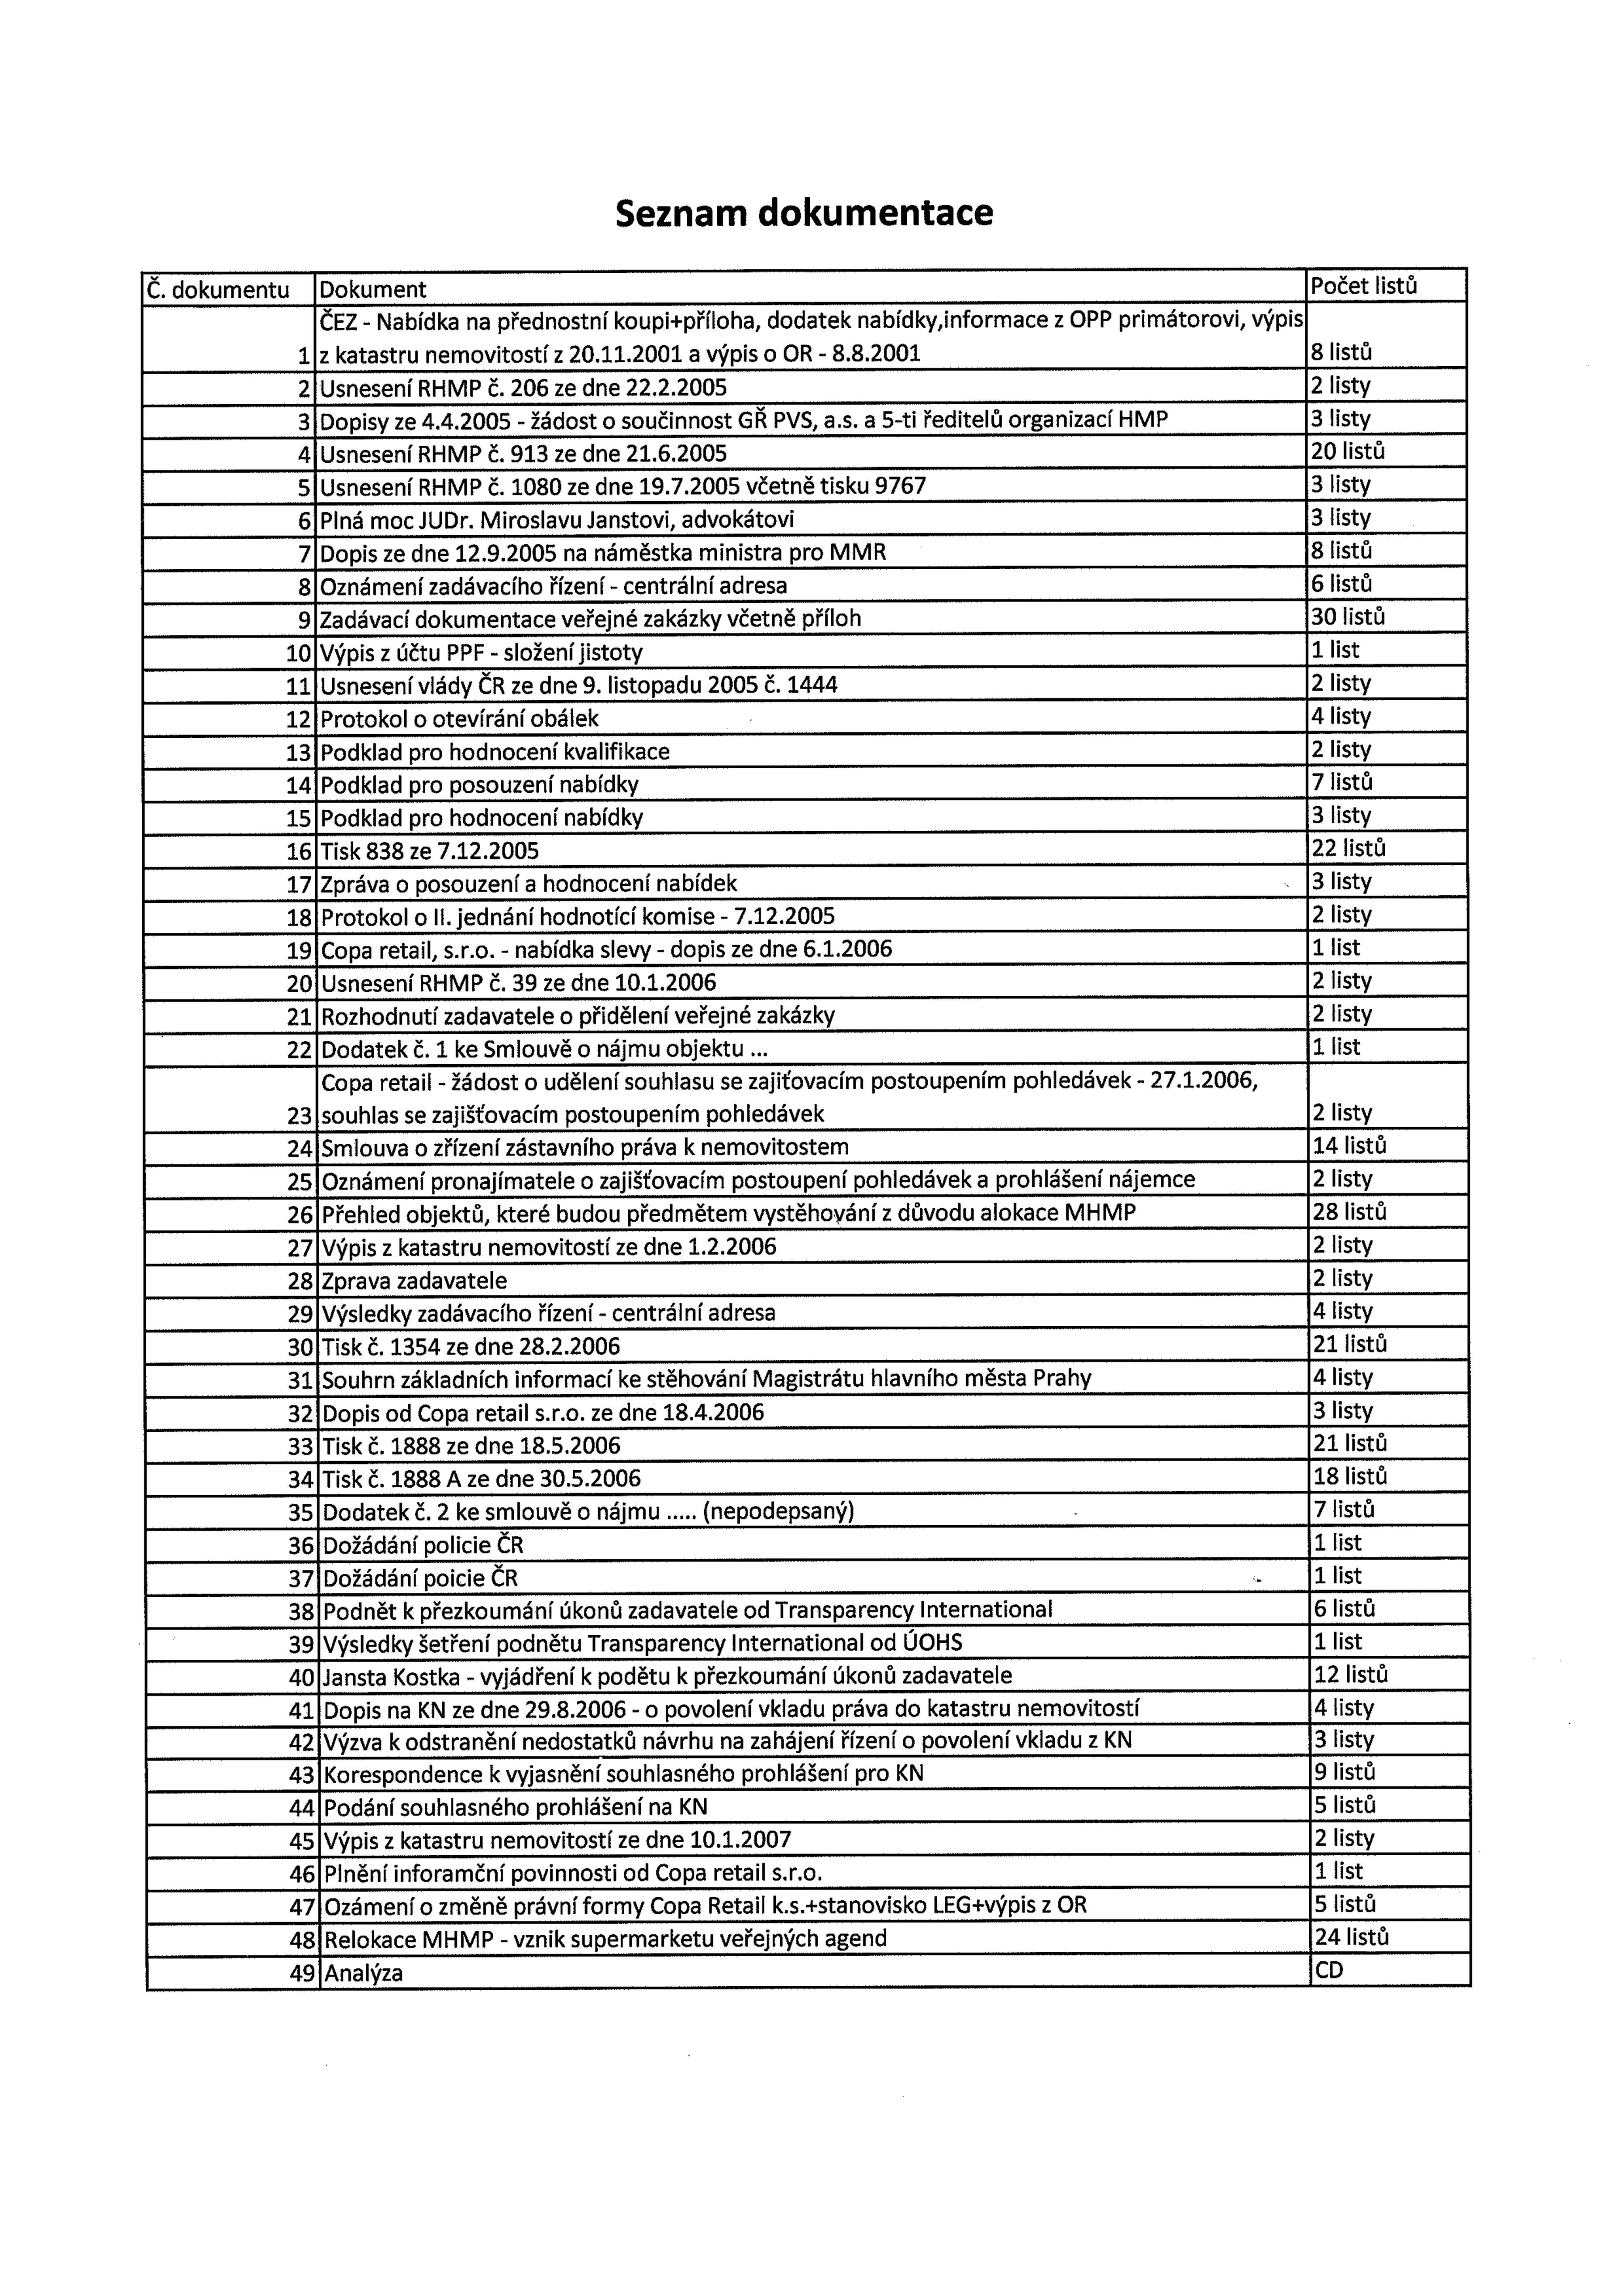 Seznam dokumentace
Č. dokumentu Dokument Počet listů
ČEZ - Nabídka na přednostní koupi+příloha, dodatek nabídky,informace z OPP primátorovi, výpis
1 z katastru nemovitostí z 20.11.2001 a výpis o OR - 8.8.2001 8 listů
2 Usnesení RHMP č. 206 ze dne 22.2.2005 2 listy
3 Dopisy ze 4.4.2005 - žádost o součinnost GŘ PVS, a.s. a 5-ti ředitelů organizací HMP 3 listy
4 Usnesení RHMP č. 913 ze dne 21.6.2005 20 listů
5 Usnesení RHMP č. 1080 ze dne 19.7.2005 včetně tisku 9767 3 listy
6 Plná moc JUDr. Miroslavu Janstovi, advokátovi 3 listy
7 Dopis ze dne 12.9.2005 na náměstka ministra pro MMR 8 listů
8 Oznámení zadávacího řízení - centrální adresa 6 listů
9 Zadávací dokumentace veřejné zakázky včetně příloh 30 listů
10 Výpis z účtu PPF - složení jistoty 1 list
11 Usnesení vlády ČR ze dne 9. listopadu 2005 č. 1444 2 listy
12 Protokol o otevírání obálek 4 listy
13 Podklad pro hodnocení kvalifikace 2 listy
14 Podklad pro posouzení nabídky 7 listů
15 Podklad pro hodnocení nabídky 3 listy
16 Tisk 838 ze 7.12.2005 22 listů
17 Zpráva o posouzení a hodnocení nabídek 3 listy
18 Protokol o II. jednání hodnotící komise - 7.12.2005 2 listy
19 Copa retail, s.r.o. - nabídka slevy - dopis ze dne 6.1.2006 1 list
20 Usnesení RHMP č. 39 ze dne 10.1.2006 2 listy
21 Rozhodnutí zadavatele o přidělení veřejné zakázky 2 listy
22 Dodatek č. 1 ke Smlouvě o nájmu objektu ... 1 list
Copa retail - žádost o udělení souhlasu se zajiťovacím postoupením pohledávek - 27.1.2006,
23 souhlas se zajišťovacím postoupením pohledávek 2 listy
24 Smlouva o zřízení zástavního práva k nemovitostem 14 listů
25 Oznámení pronajímatele o zajišťovacím postoupení pohledávek a prohlášení nájemce 2 listy
26 Přehled objektů, které budou předmětem vystěhování z důvodu alokace MHMP 28 listů
27 Výpis z katastru nemovitostí ze dne 1.2.2006 2 listy
28 Zprava zadavatele 2 listy
29 Výsledky zadávacího řízení - centrální adresa 4 listy
30 Tisk č. 1354 ze dne 28.2.2006 21 listů
31 Souhrn základních informací ke stěhování Magistrátu hlavního města Prahy 4 listy
32 Dopis od Copa retail s.r.o. ze dne 18.4.2006 3 listy
33 Tisk č. 1888 ze dne 18.5.2006 21 listů
34 Tisk č. 1888 A ze dne 30.5.2006 18 listů
35 Dodatek č. 2 ke smlouvě o nájmu ..... (nepodepsaný) 7 listů
36 Dožádání policie ČR 1 list
37 Dožádání poicie ČR 1 list
38 Podnět k přezkoumání úkonů zadavatele od Transparency International 6 listů
39 Výsledky šetření podnětu Transparency International od ÚOHS 1 list
40 Jansta Kostka - vyjádření k podětu k přezkoumání úkonů zadavatele 12 listů
41 Dopis na KN ze dne 29.8.2006 - o povolení vkladu práva do katastru nemovitostí 4 listy
42 Výzva k odstranění nedostatků návrhu na zahájení řízení o povolení vkladu z KN 3 listy
43 Korespondence k vyjasnění souhlasného prohlášení pro KN 9 listů
44 Podání souhlasného prohlášení na KN 5 listů
45 Výpis z katastru nemovitostí ze dne 10.1.2007 2 listy
46 Plnění inforamční povinnosti od Copa retail s.r.o. 1 list
47 Ozámení o změně právní formy Copa Retail k.s.+stanovisko LEG+výpis z OR 5 listů
48 Relokace MHMP - vznik supermarketu veřejných agend 24 listů
49 Analýza CD